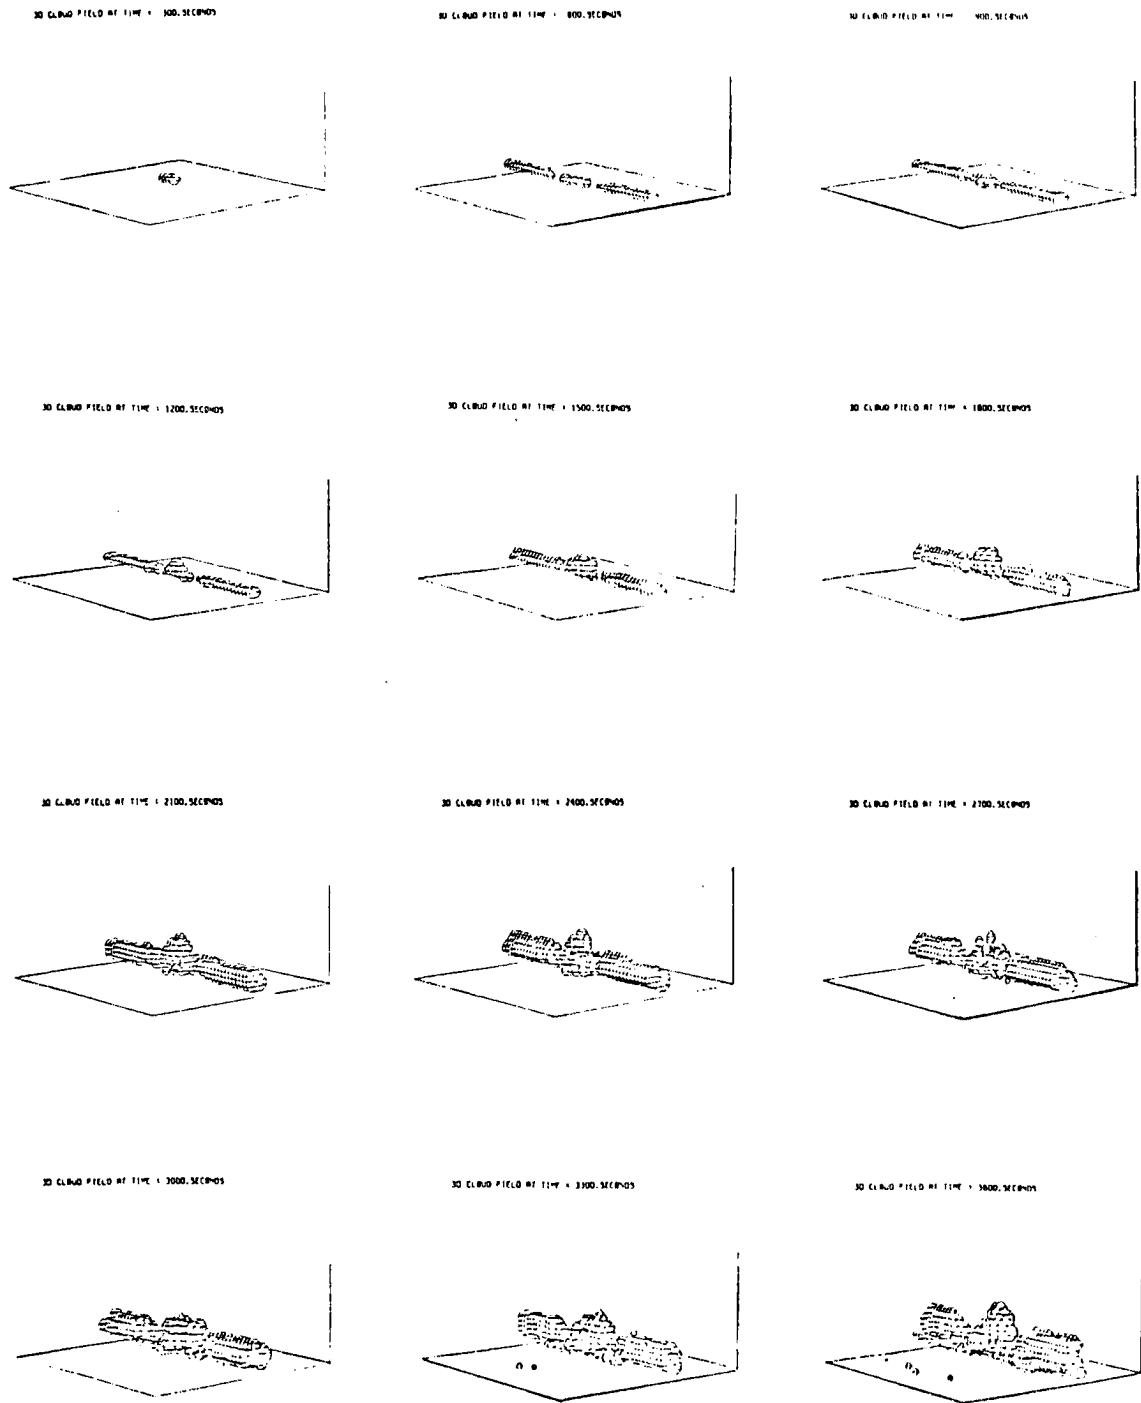 3D CLOUD FIELD AT TIME = 300.SECONDS
3D CLOUD FIELD AT TIME = 600.SECONDS
3D CLOUD FIELD AT TIME 900.SECONDS
3D CLOUD FIELD AT TIME = 1200.SECONDS
3D CLOUD FIELD AT TIME = 1500.SECONDS
3D CLOUD FIELD AT TIME = 1800.SECONDS
3D CLOUD FIELD AT TIME = 2100.SECONDS
3D CLOUD FIELD AT TIME = 2400.SECONDS
3D CLOUD FIELD AT TIME = 2700.SECONDS
3D CLOUD FIELD AT TIME = 3000.SECONDS
3D CLOUD FIELD AT TIME = 3300.SECONDS
3D CLOUD FIELD AT TIME = 3600.SECONDS